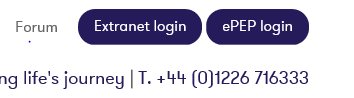 Forum Extranet login ePEP login
ng life's journey | T. +44 (0)1226 716333